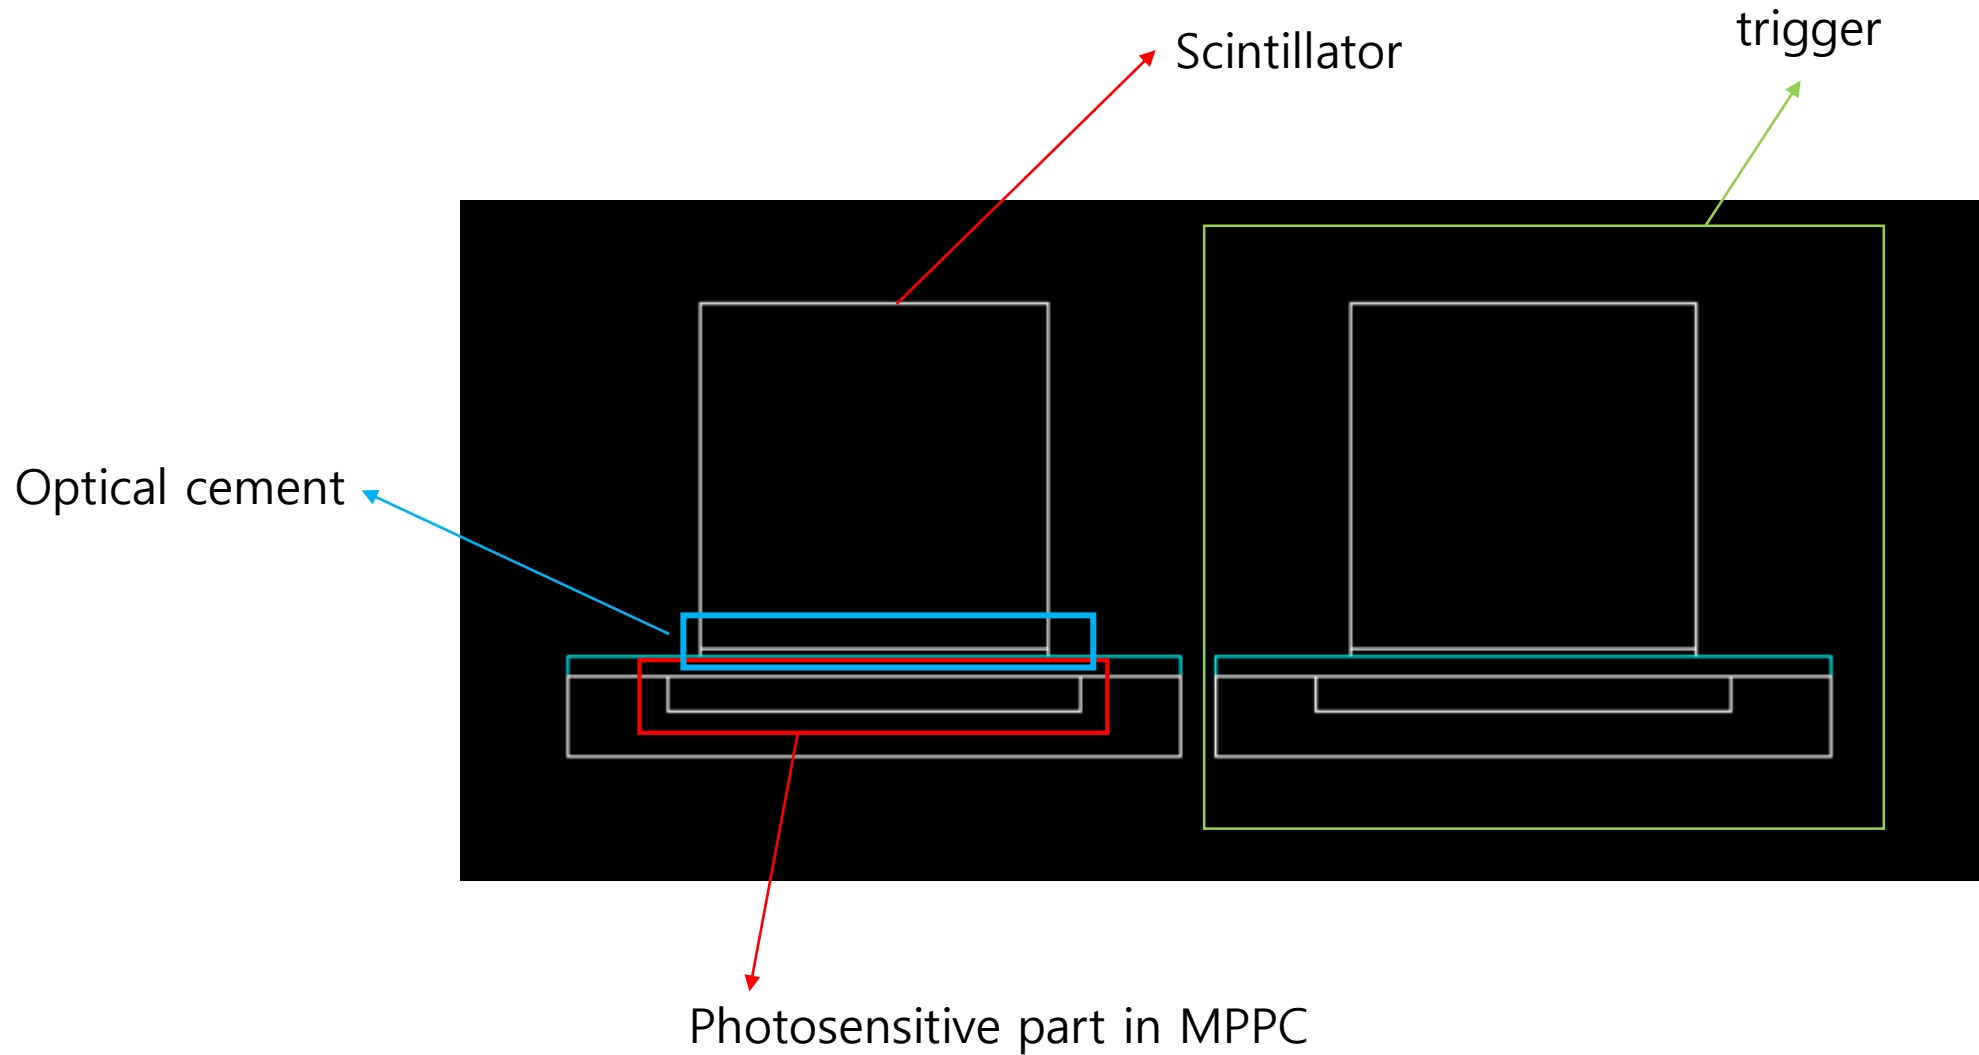 trigger
Scintillator
Optical cement
Photosensitive part in MPPC